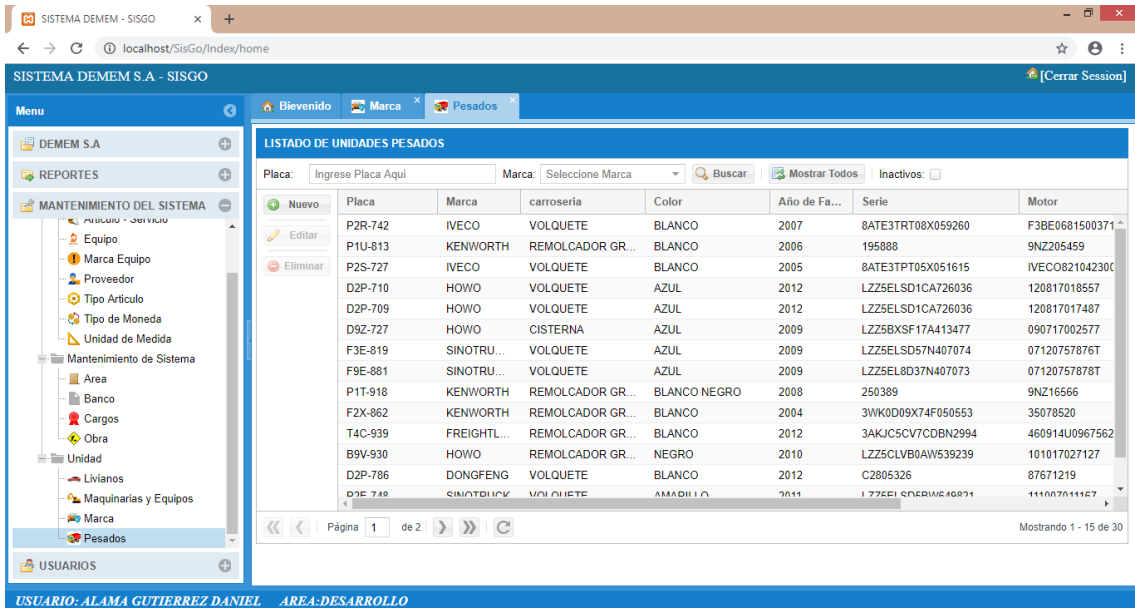 SISTEMA DEMEM - SISGO
localhost/SisGo/Index/home
SISTEMA DEMEM S.A - SISGO [Cerrar Session]
Menu
DEMEM S.A
REPORTES
MANTENIMIENTO DEL SISTEMA
Articulo - Servicio
Equipo
Marca Equipo
Proveedor
Tipo Articulo
Tipo de Moneda
Unidad de Medida
Mantenimiento de Sistema
Area
Banco
Cargos
Obra
Unidad
Livianos
Maquinarias y Equipos
Marca
Pesados
USUARIOS
Bievenido Marca Pesados
LISTADO DE UNIDADES PESADOS
Placa: Ingrese Placa Aqui Marca: Seleccione Marca Buscar Mostrar Todos Inactivos:
Nuevo
Editar
Eliminar
Placa Marca carroseria Color Año de Fa... Serie Motor
P2R-742 IVECO VOLQUETE BLANCO 2007 8ATE3TRT08X059260 F3BE0681500371
P1U-813 KENWORTH REMOLCADOR GR... BLANCO 2006 195888 9NZ205459
P2S-727 IVECO VOLQUETE BLANCO 2005 8ATE3TPT05X051615 IVECO821042300
D2P-710 HOWO VOLQUETE AZUL 2012 LZZ5ELSD1CA726036 120817018557
D2P-709 HOWO VOLQUETE AZUL 2012 LZZ5ELSD1CA726036 120817017487
D9Z-727 HOWO CISTERNA AZUL 2009 LZZ5BXSF17A413477 090717002577
F3E-819 SINOTRU... VOLQUETE AZUL 2009 LZZ5ELSD57N407074 07120757876T
F9E-881 SINOTRU... VOLQUETE AZUL 2009 LZZ5EL8D37N407073 07120757878T
P1T-918 KENWORTH REMOLCADOR GR... BLANCO NEGRO 2008 250389 9NZ16566
F2X-862 KENWORTH REMOLCADOR GR... BLANCO 2004 3WK0D09X74F050553 35078520
T4C-939 FREIGHTL... REMOLCADOR GR... BLANCO 2012 3AKJC5CV7CDBN2994 460914U0967562
B9V-930 HOWO REMOLCADOR GR... NEGRO 2010 LZZ5CLVB0AW539239 101017027127
D2P-786 DONGFENG VOLQUETE BLANCO 2012 C2805326 87671219
SINOTRUCK VOLQUETE AMARILLO 2011 LZZ5ELSD5BW649821 111007011167
Página 1 de 2 Mostrando 1 - 15 de 30
USUARIO: ALAMA GUTIERREZ DANIEL AREA:DESARROLLO